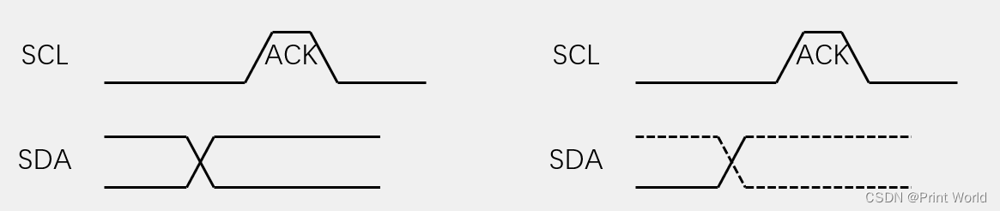 SCL ACK SCL ACK
SDA SDA
CSDN @Print World